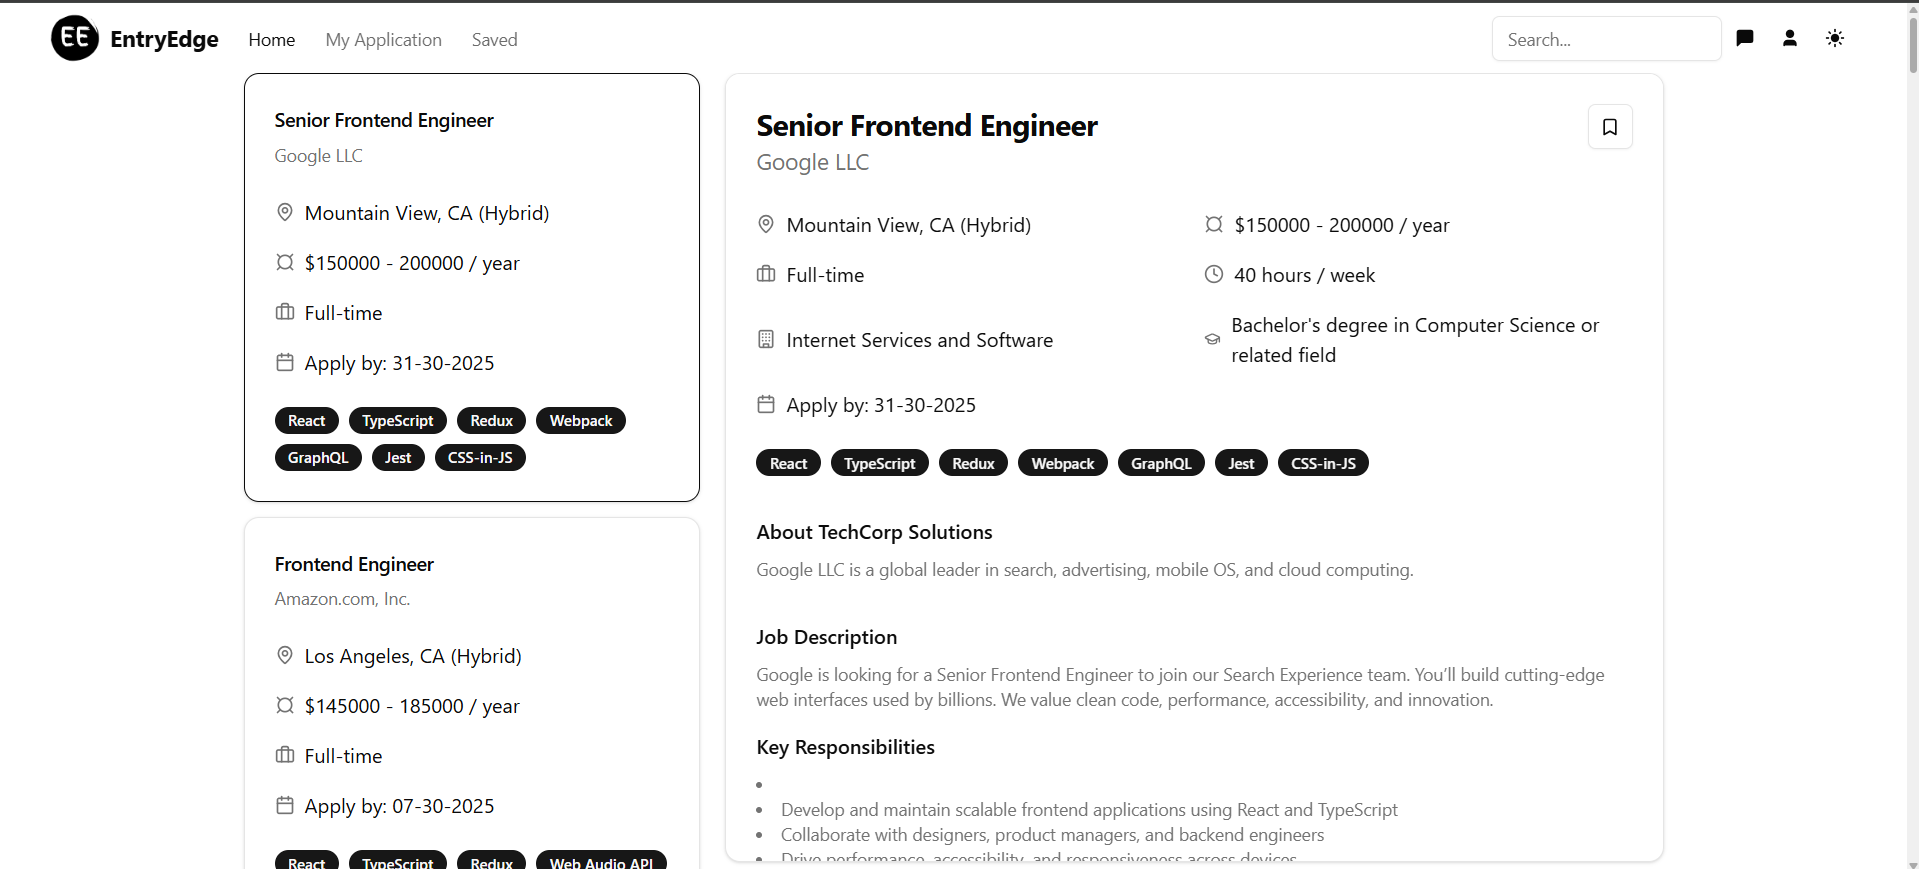 EE EntryEdge Home My Application Saved Search...
Senior Frontend Engineer
Google LLC
Mountain View, CA (Hybrid)
$150000 - 200000 / year
Full-time
Apply by: 31-30-2025
React TypeScript Redux Webpack
GraphQL Jest CSS-in-JS
Frontend Engineer
Amazon.com, Inc.
Los Angeles, CA (Hybrid)
$145000 - 185000 / year
Full-time
Apply by: 07-30-2025
React TypeScript Redux Web Audio API
Senior Frontend Engineer
Google LLC
Mountain View, CA (Hybrid) $150000 - 200000 / year
Full-time 40 hours / week
Internet Services and Software Bachelor's degree in Computer Science or
related field
Apply by: 31-30-2025
React TypeScript Redux Webpack GraphQL Jest CSS-in-JS
About TechCorp Solutions
Google LLC is a global leader in search, advertising, mobile OS, and cloud computing.
Job Description
Google is looking for a Senior Frontend Engineer to join our Search Experience team. You’ll build cutting-edge
web interfaces used by billions. We value clean code, performance, accessibility, and innovation.
Key Responsibilities
•
• Develop and maintain scalable frontend applications using React and TypeScript
• Collaborate with designers, product managers, and backend engineers
• Drive performance, accessibility, and responsiveness across devices